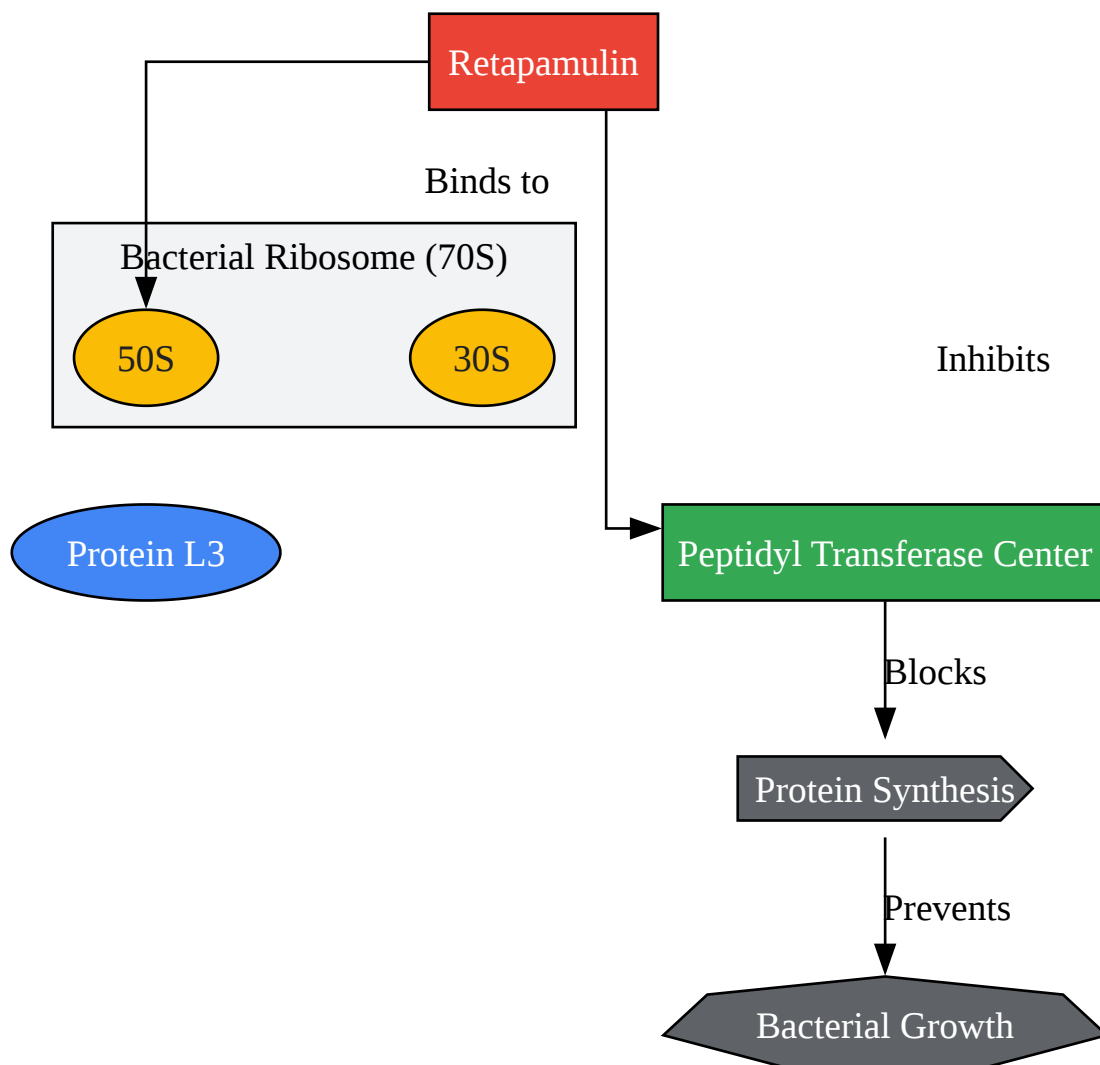 Retapamulin
Binds to
Bacterial Ribosome (70S)
50S
30S
Inhibits
Protein L3
Peptidyl Transferase Center
Blocks
Protein Synthesis
Prevents
Bacterial Growth